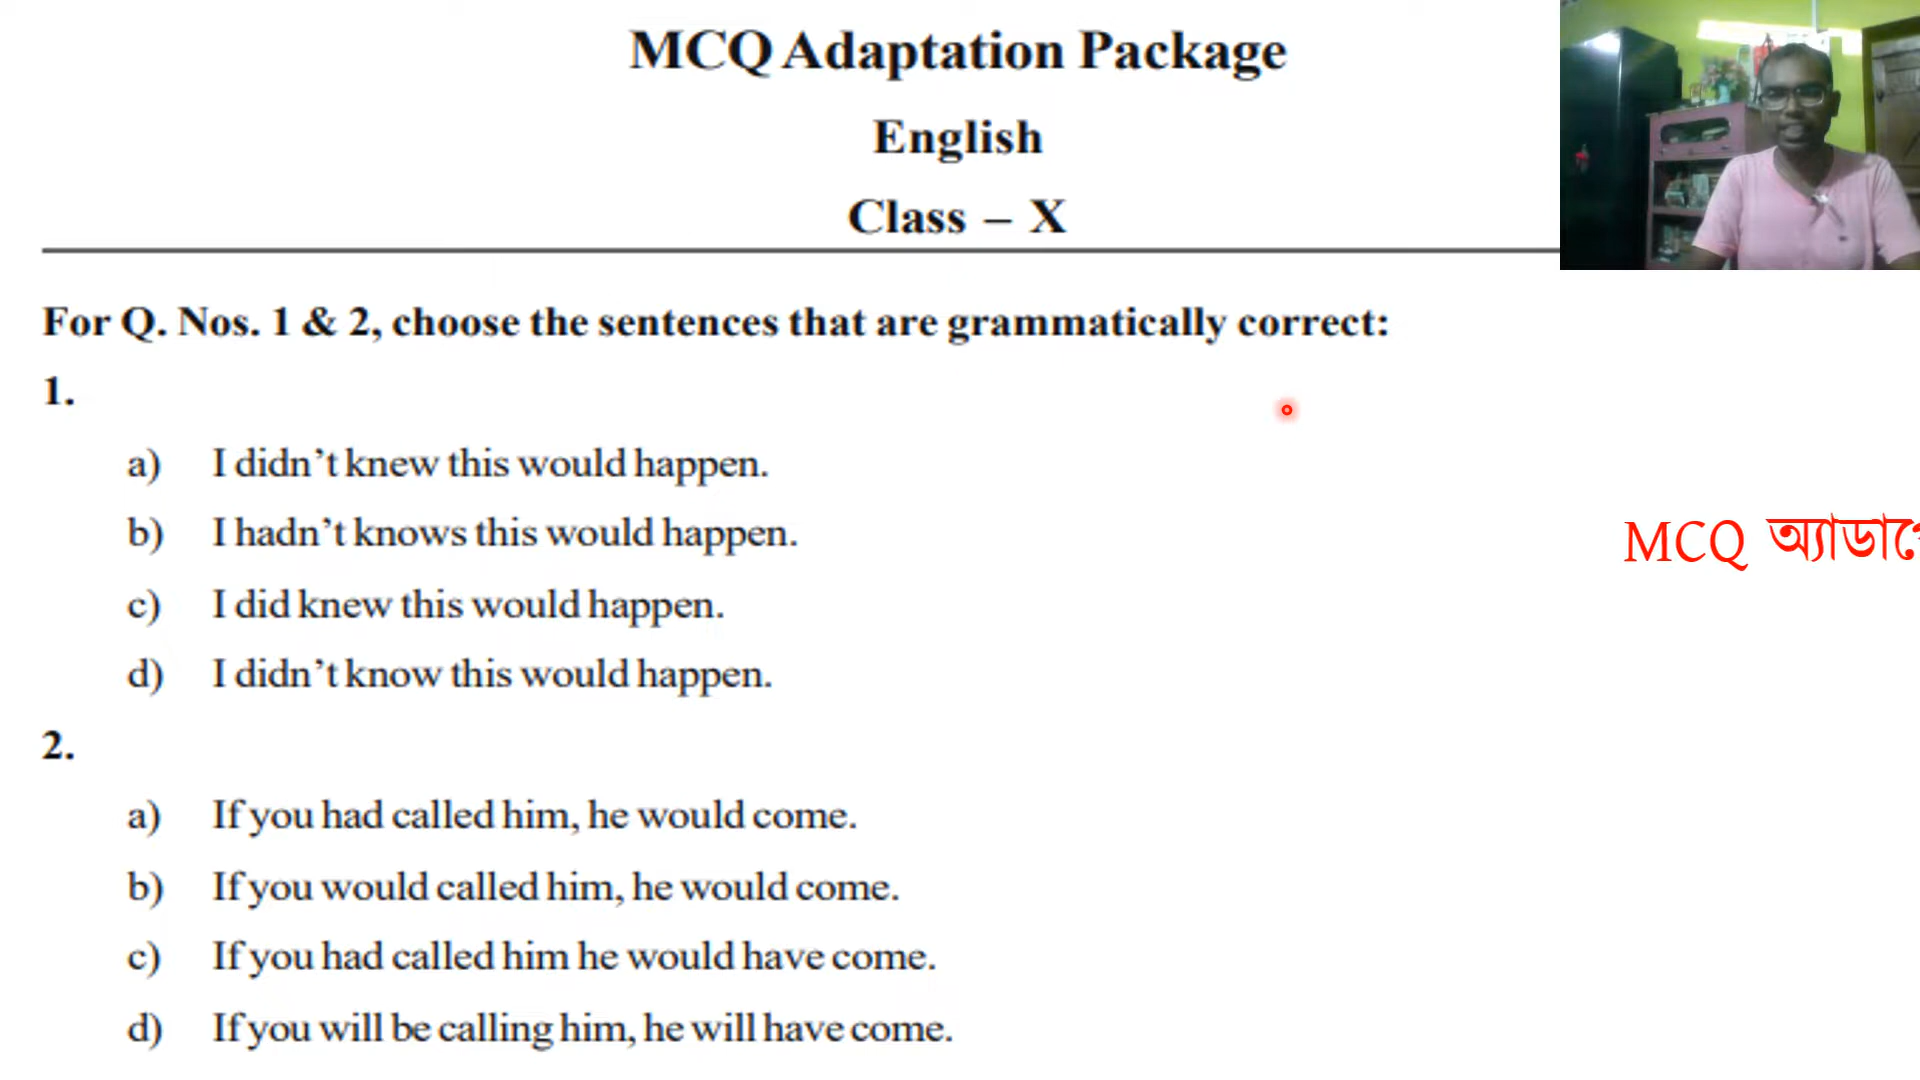 MCQ Adaptation Package
English
Class – X
For Q. Nos. 1 & 2, choose the sentences that are grammatically correct:
1.
a) I didn’t knew this would happen.
b) I hadn’t knows this would happen.
c) I did knew this would happen.
d) I didn’t know this would happen.
MCQ
2.
a) If you had called him, he would come.
b) If you would called him, he would come.
c) If you had called him he would have come.
d) If you will be calling him, he will have come.